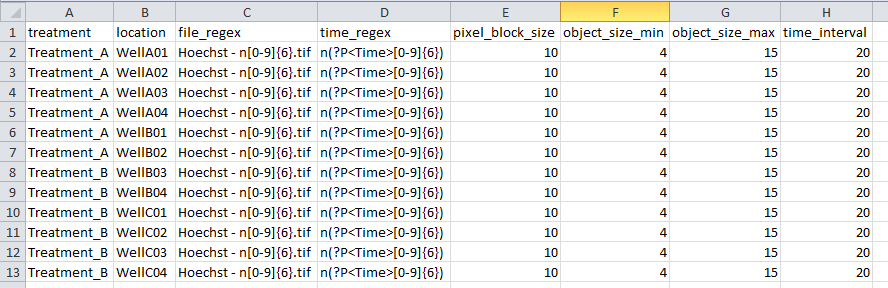 A B C D E F G H
1 treatment location file_regex time_regex pixel_block_size object_size_min object_size_max time_interval
2 Treatment_A WellA01 Hoechst - n[0-9]{6}.tif n(?P<Time>[0-9]{6}) 10 4 15 20
3 Treatment_A WellA02 Hoechst - n[0-9]{6}.tif n(?P<Time>[0-9]{6}) 10 4 15 20
4 Treatment_A WellA03 Hoechst - n[0-9]{6}.tif n(?P<Time>[0-9]{6}) 10 4 15 20
5 Treatment_A WellA04 Hoechst - n[0-9]{6}.tif n(?P<Time>[0-9]{6}) 10 4 15 20
6 Treatment_A WellB01 Hoechst - n[0-9]{6}.tif n(?P<Time>[0-9]{6}) 10 4 15 20
7 Treatment_A WellB02 Hoechst - n[0-9]{6}.tif n(?P<Time>[0-9]{6}) 10 4 15 20
8 Treatment_B WellB03 Hoechst - n[0-9]{6}.tif n(?P<Time>[0-9]{6}) 10 4 15 20
9 Treatment_B WellB04 Hoechst - n[0-9]{6}.tif n(?P<Time>[0-9]{6}) 10 4 15 20
10 Treatment_B WellC01 Hoechst - n[0-9]{6}.tif n(?P<Time>[0-9]{6}) 10 4 15 20
11 Treatment_B WellC02 Hoechst - n[0-9]{6}.tif n(?P<Time>[0-9]{6}) 10 4 15 20
12 Treatment_B WellC03 Hoechst - n[0-9]{6}.tif n(?P<Time>[0-9]{6}) 10 4 15 20
13 Treatment_B WellC04 Hoechst - n[0-9]{6}.tif n(?P<Time>[0-9]{6}) 10 4 15 20